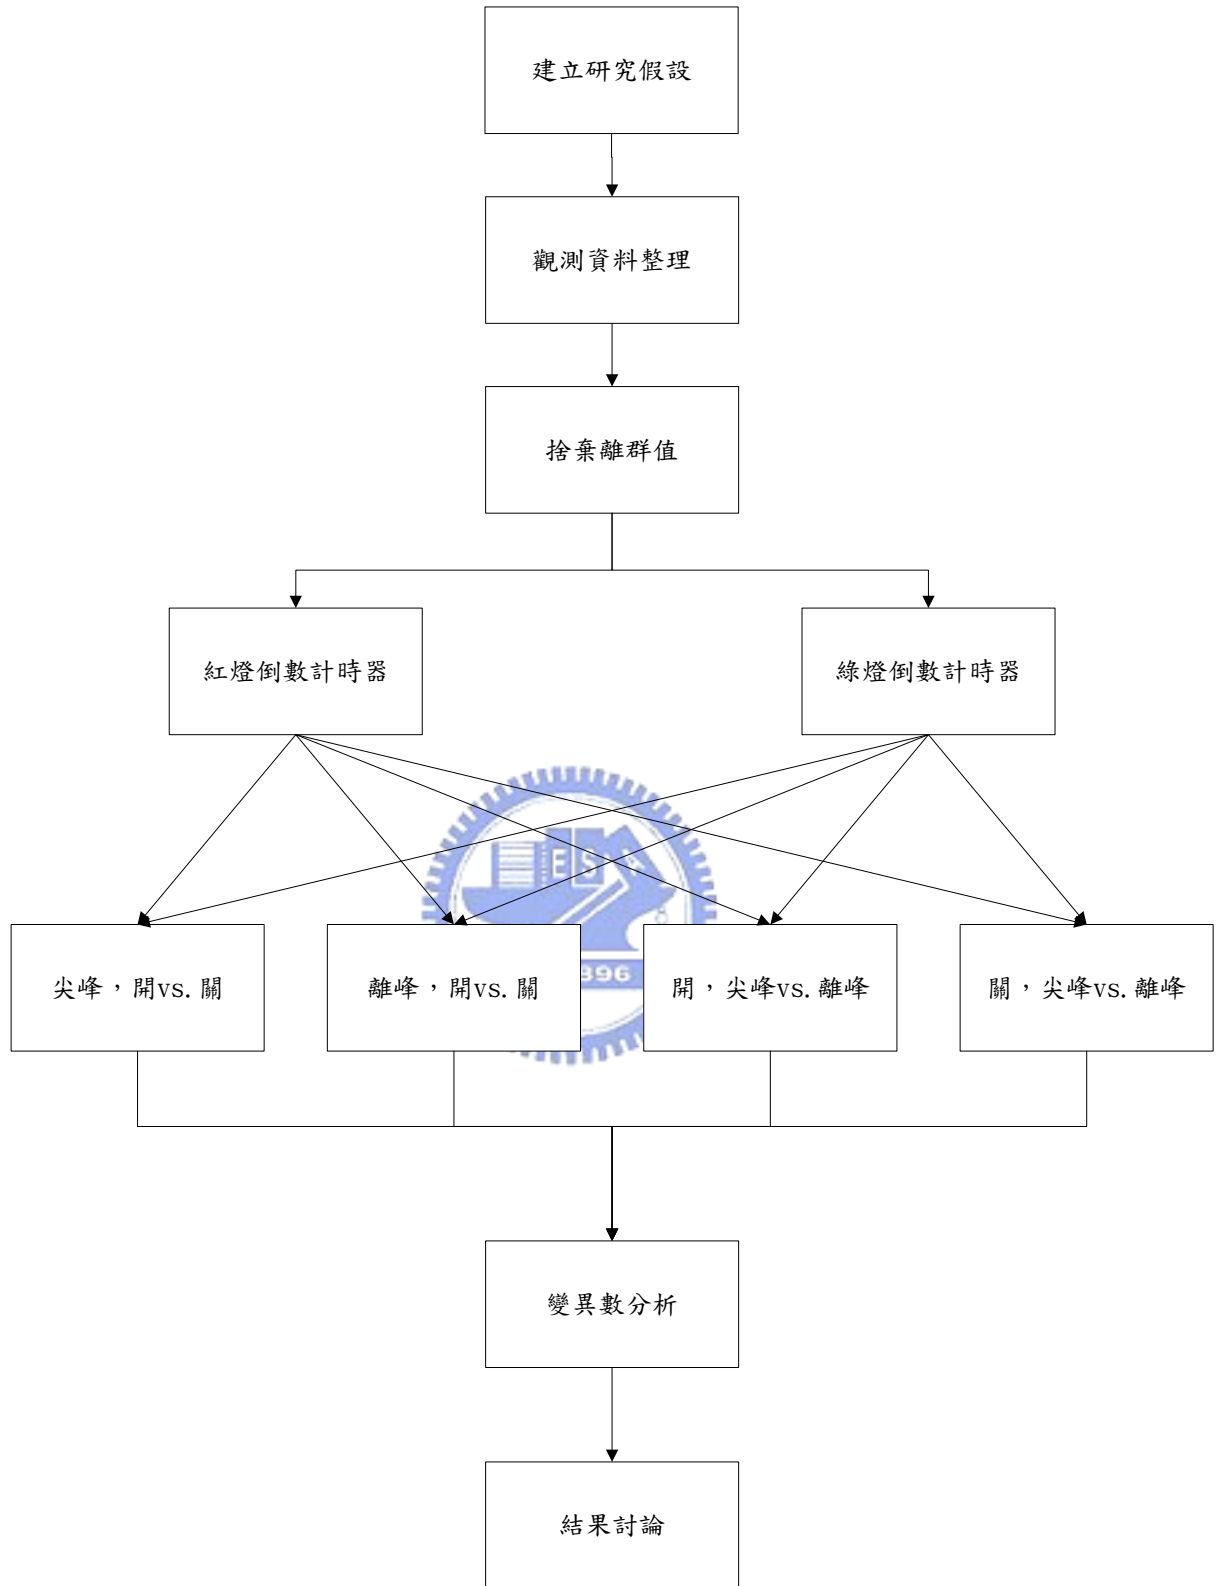 建立研究假設
觀測資料整理
捨棄離群值
紅燈倒數計時器
綠燈倒數計時器
ES
尖峰，開vs.關
離峰，開vs.關
開，尖峰vs.離峰
關，尖峰vs.離峰
896
變異數分析
結果討論